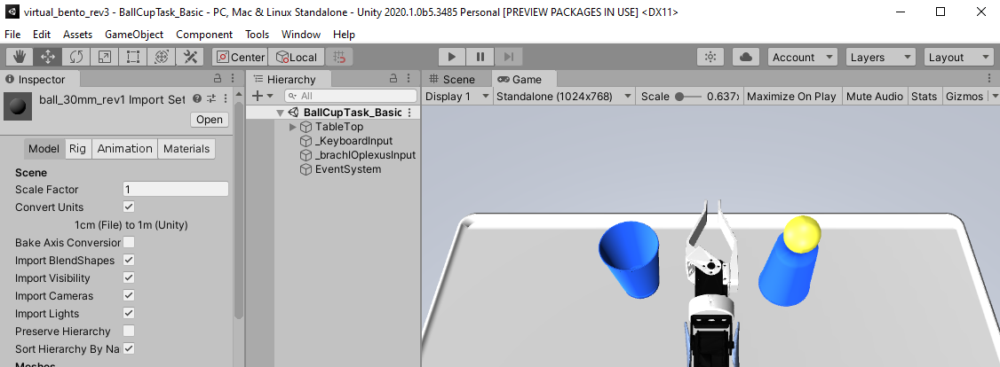 virtual_bento_rev3 - BallCupTask_Basic - PC, Mac & Linux Standalone - Unity 2020.1.0b5.3485 Personal [PREVIEW PACKAGES IN USE] <DX11>
File Edit Assets GameObject Component Tools Window Help
Center Local Account Layers Layout
Inspector
ball_30mm_rev1 Import Set
Open
Model Rig Animation Materials
Scene
Scale Factor 1
Convert Units
1cm (File) to 1m (Unity)
Bake Axis Conversion
Import BlendShapes
Import Visibility
Import Cameras
Import Lights
Preserve Hierarchy
Sort Hierarchy By Na
Meshes
Hierarchy
All
BallCupTask_Basic
TableTop
_KeyboardInput
_brachIOplexusInput
EventSystem
Scene Game
Display 1 Standalone (1024x768) Scale 0.637 Maximize On Play Mute Audio Stats Gizmos